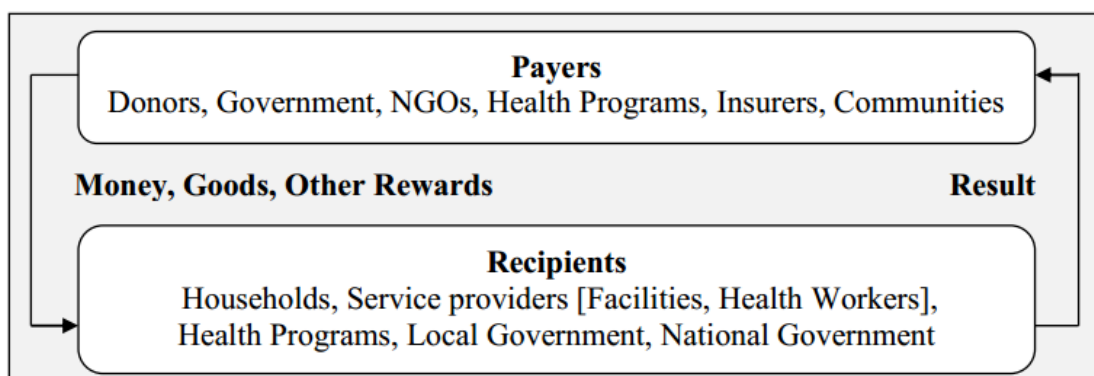 Payers
Donors, Government, NGOs, Health Programs, Insurers, Communities
Money, Goods, Other Rewards
Result
Recipients
Households, Service providers [Facilities, Health Workers],
Health Programs, Local Government, National Government